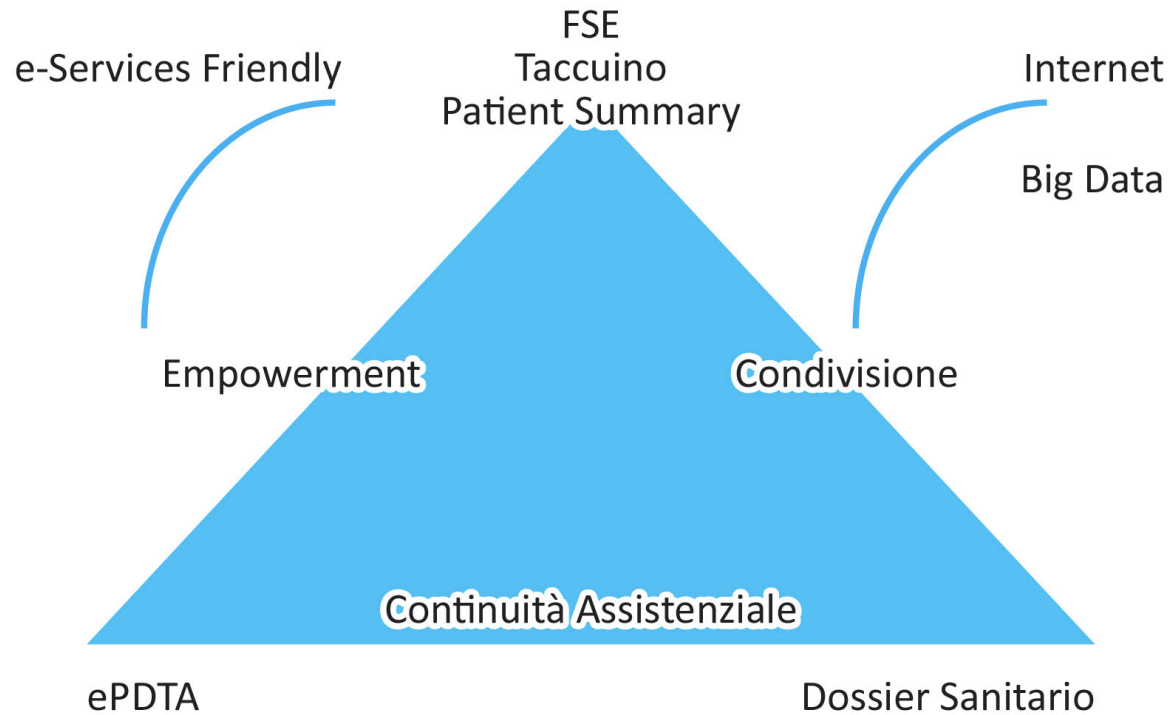 FSE
e-Services Friendly
Taccuino
Internet
Patient Summary
Big Data
Empowerment
Condivisione
Continuità Assistenziale
ePDTA
Dossier Sanitario